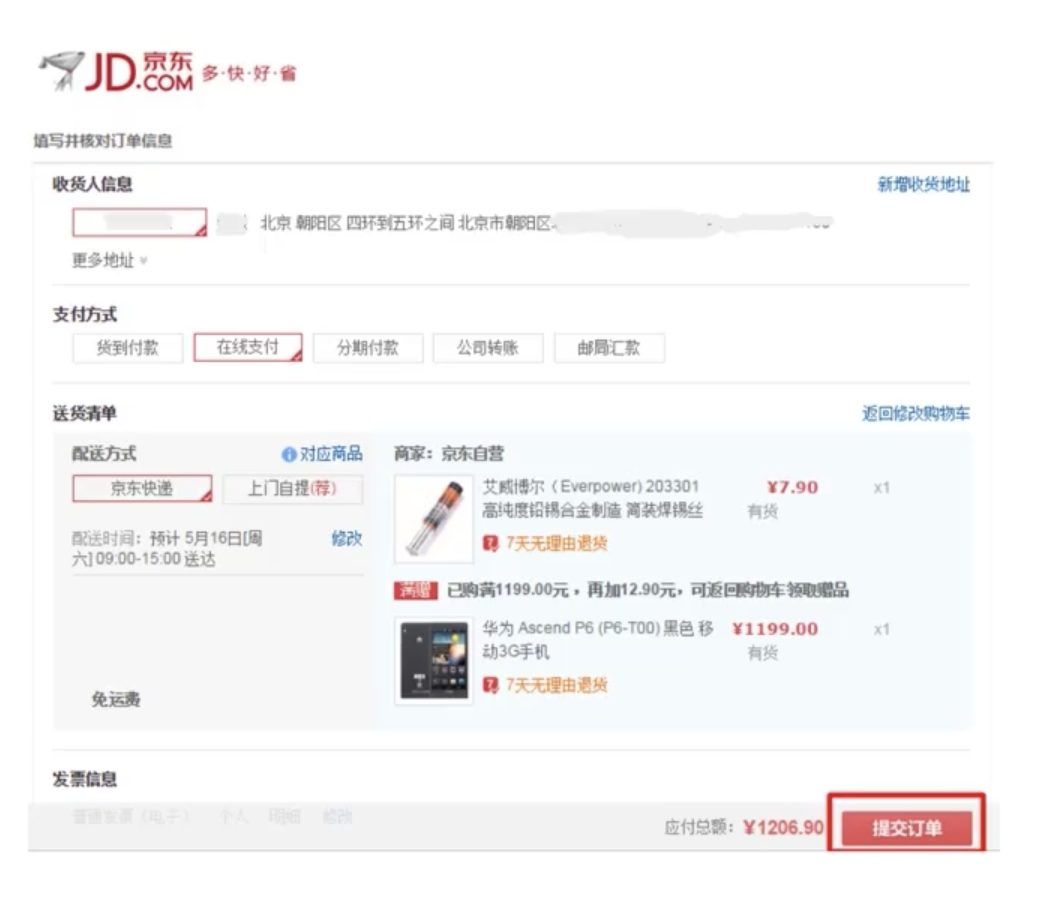 JD.COM 京东 多·快·好·省
填写并核对订单信息
收货人信息 新增收货地址
北京 朝阳区 四环到五环之间 北京市朝阳区
更多地址
支付方式
货到付款 在线支付 分期付款 公司转账 邮局汇款
送货清单 返回修改购物车
配送方式 对应商品
京东快递 上门自提(荐)
配送时间：预计 5月16日[周 修改
六] 09:00-15:00 送达
免运费
商家：京东自营
艾威博尔（Everpower) 203301 ¥7.90 x1
高纯度铅锡合金制造 筒装焊锡丝 有货
7 7天无理由退货
满赠 已购满1199.00元，再加12.90元，可返回购物车领取赠品
华为 Ascend P6 (P6-T00) 黑色 移 ¥1199.00 x1
动3G手机 有货
7 7天无理由退货
发票信息
普通发票（电子） 个人 明细 修改
应付总额：¥1206.90 提交订单